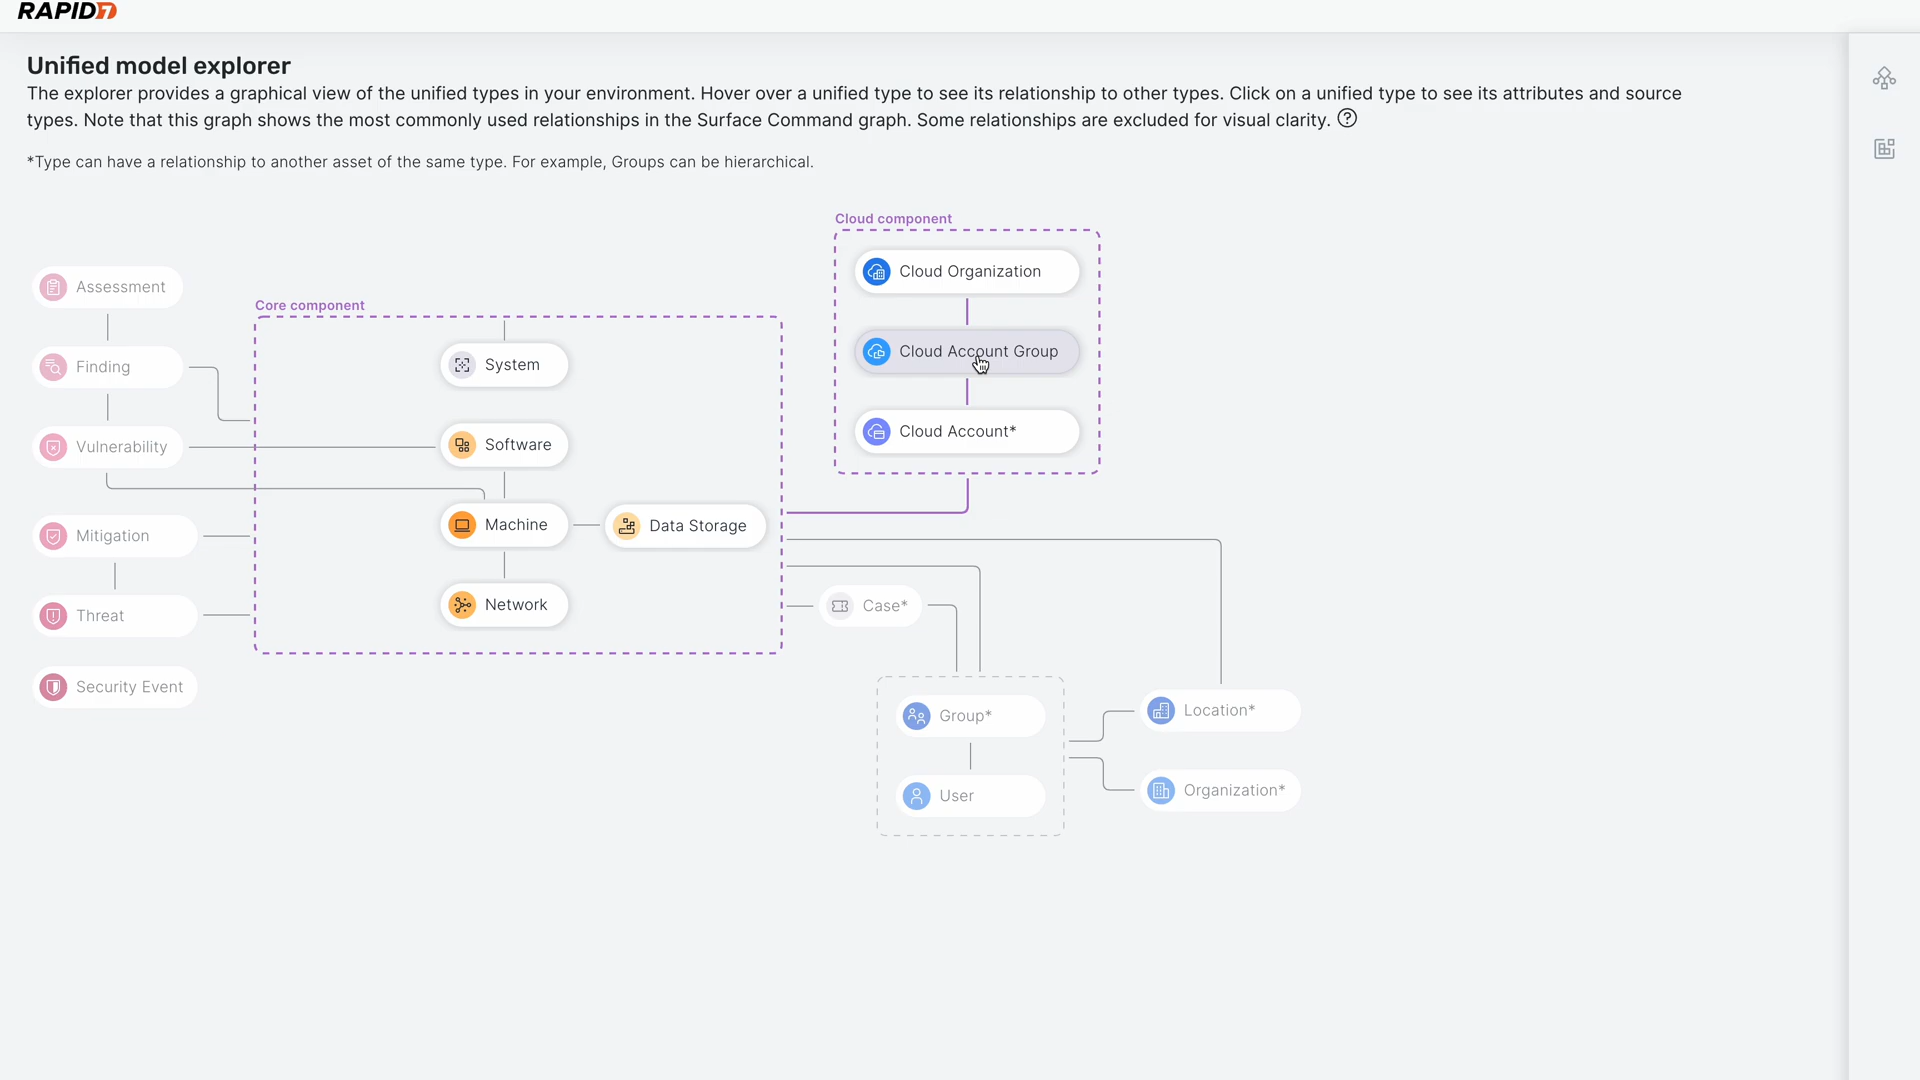 RAPID7
Unified model explorer
The explorer provides a graphical view of the unified types in your environment. Hover over a unified type to see its relationship to other types. Click on a unified type to see its attributes and source
types. Note that this graph shows the most commonly used relationships in the Surface Command graph. Some relationships are excluded for visual clarity. ?
*Type can have a relationship to another asset of the same type. For example, Groups can be hierarchical.
Cloud component
Cloud Organization
Cloud Account Group
Cloud Account*
Core component
System
Software
Machine
Data Storage
Network
Assessment
Finding
Vulnerability
Mitigation
Threat
Security Event
Case*
Group*
User
Location*
Organization*